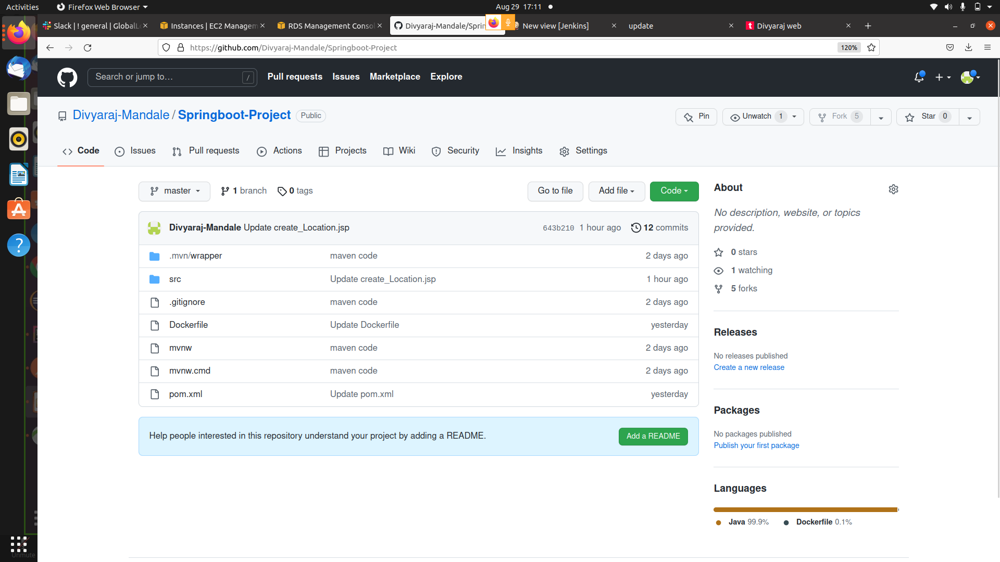 Activities Firefox Web Browser Aug 29 17:11
Slack | ! general | GlobalL Instances | EC2 Managem RDS Management Consol Divyaraj-Mandale/Sprin New view [Jenkins] update Divyaraj web
https://github.com/Divyaraj-Mandale/Springboot-Project 120%
Search or jump to… / Pull requests Issues Marketplace Explore
Divyaraj-Mandale / Springboot-Project Public Pin Unwatch 1 Fork 5 Star 0
Code Issues Pull requests Actions Projects Wiki Security Insights Settings
master 1 branch 0 tags Go to file Add file Code
Divyaraj-Mandale Update create_Location.jsp 643b210 1 hour ago 12 commits
.mvn/wrapper maven code 2 days ago
src Update create_Location.jsp 1 hour ago
.gitignore maven code 2 days ago
Dockerfile Update Dockerfile yesterday
mvnw maven code 2 days ago
mvnw.cmd maven code 2 days ago
pom.xml Update pom.xml yesterday
Help people interested in this repository understand your project by adding a README. Add a README
About
No description, website, or topics
provided.
0 stars
1 watching
5 forks
Releases
No releases published
Create a new release
Packages
No packages published
Publish your first package
Languages
Java 99.9% Dockerfile 0.1%
Unmute